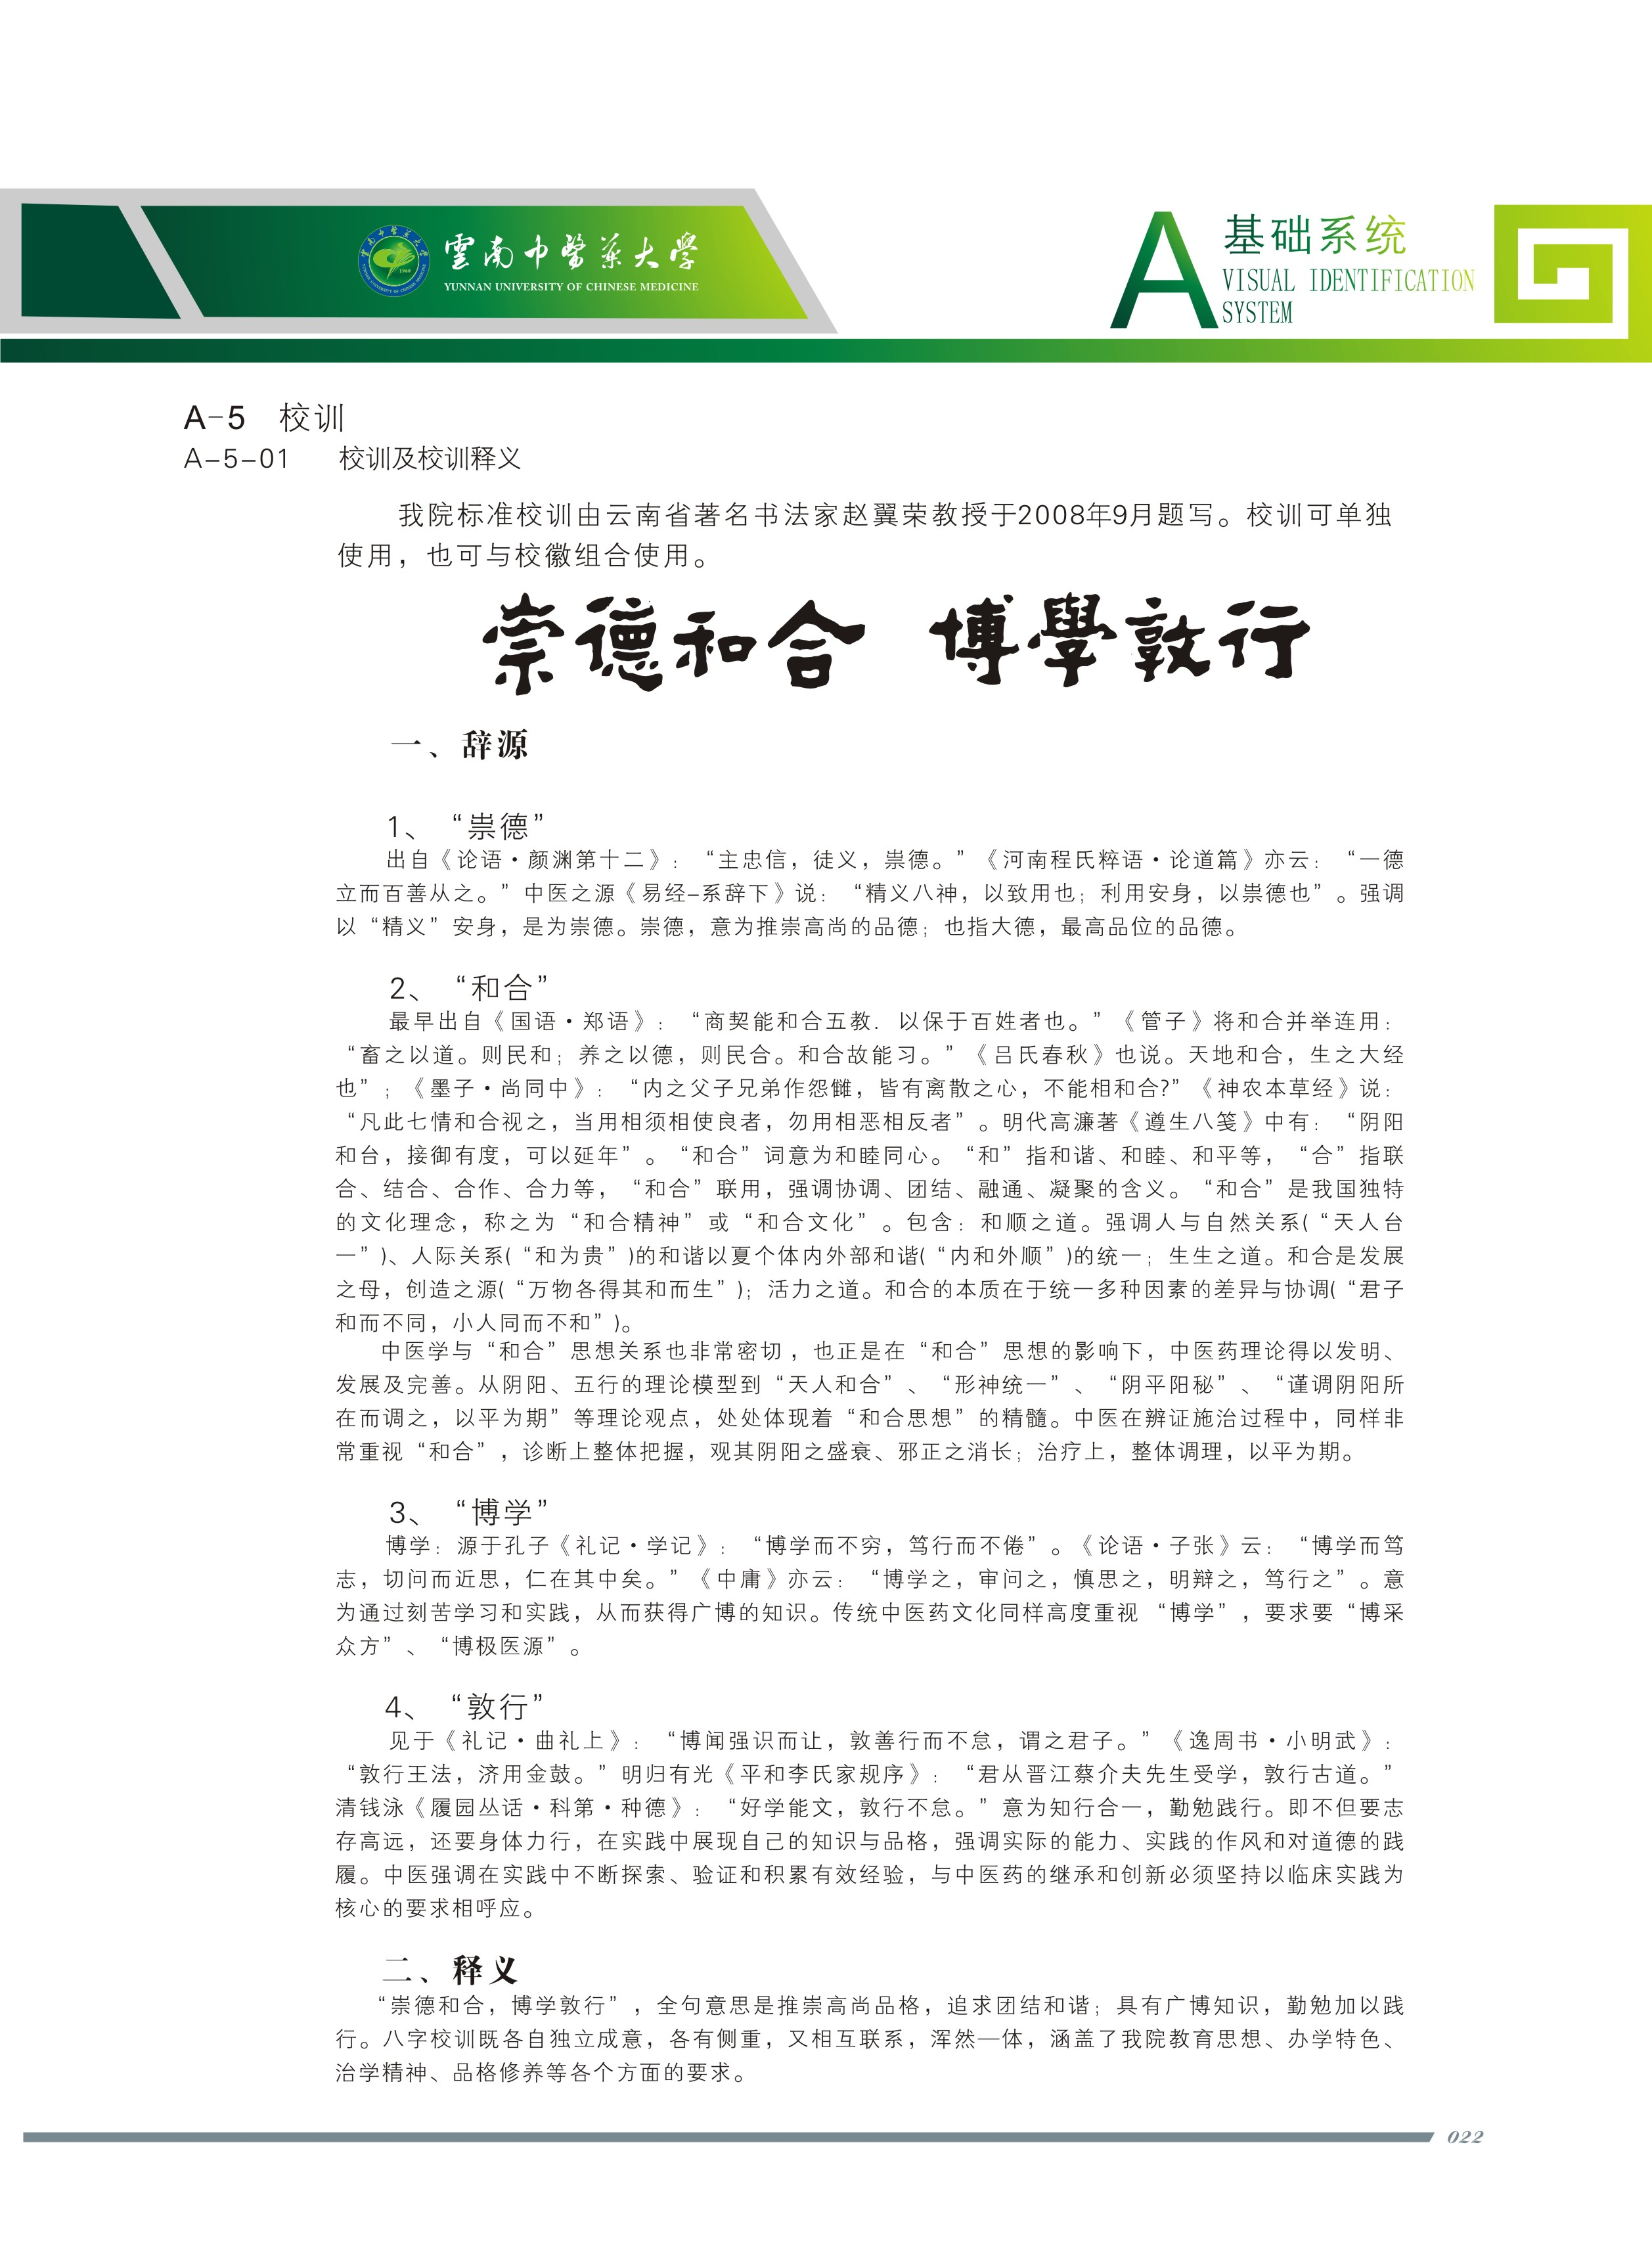 雲南中醫藥大學
YUNNAN UNIVERSITY OF CHINESE MEDICINE
A 基础系统
VISUAL IDENTIFICATION
SYSTEM
A-5 校训
A-5-01 校训及校训释义
我院标准校训由云南省著名书法家赵翼荣教授于2008年9月题写。校训可单独
使用，也可与校徽组合使用。
崇德和合 博學敦行
一、辞源
1、“崇德”
出自《论语·颜渊第十二》：“主忠信，徒义，崇德。”《河南程氏粹语·论道篇》亦云：“一德
立而百善从之。”中医之源《易经-系辞下》说：“精义八神，以致用也；利用安身，以崇德也”。强调
以“精义”安身，是为崇德。崇德，意为推崇高尚的品德；也指大德，最高品位的品德。
2、“和合”
最早出自《国语·郑语》：“商契能和合五教．以保于百姓者也。”《管子》将和合并举连用：
“畜之以道。则民和；养之以德，则民合。和合故能习。”《吕氏春秋》也说。天地和合，生之大经
也”；《墨子·尚同中》：“内之父子兄弟作怨雠，皆有离散之心，不能相和合?”《神农本草经》说：
“凡此七情和合视之，当用相须相使良者，勿用相恶相反者”。明代高濂著《遵生八笺》中有：“阴阳
和台，接御有度，可以延年”。“和合”词意为和睦同心。“和”指和谐、和睦、和平等，“合”指联
合、结合、合作、合力等，“和合”联用，强调协调、团结、融通、凝聚的含义。“和合”是我国独特
的文化理念，称之为“和合精神”或“和合文化”。包含：和顺之道。强调人与自然关系(“天人台
一”)、人际关系(“和为贵”)的和谐以夏个体内外部和谐(“内和外顺”)的统一；生生之道。和合是发展
之母，创造之源(“万物各得其和而生”)；活力之道。和合的本质在于统一多种因素的差异与协调(“君子
和而不同，小人同而不和”)。
中医学与“和合”思想关系也非常密切，也正是在“和合”思想的影响下，中医药理论得以发明、
发展及完善。从阴阳、五行的理论模型到“天人和合”、“形神统一”、“阴平阳秘”、“谨调阴阳所
在而调之，以平为期”等理论观点，处处体现着“和合思想”的精髓。中医在辨证施治过程中，同样非
常重视“和合”，诊断上整体把握，观其阴阳之盛衰、邪正之消长；治疗上，整体调理，以平为期。
3、“博学”
博学：源于孔子《礼记·学记》：“博学而不穷，笃行而不倦”。《论语·子张》云：“博学而笃
志，切问而近思，仁在其中矣。”《中庸》亦云：“博学之，审问之，慎思之，明辩之，笃行之”。意
为通过刻苦学习和实践，从而获得广博的知识。传统中医药文化同样高度重视“博学”，要求要“博采
众方”、“博极医源”。
4、“敦行”
见于《礼记·曲礼上》：“博闻强识而让，敦善行而不怠，谓之君子。”《逸周书·小明武》：
“敦行王法，济用金鼓。”明归有光《平和李氏家规序》：“君从晋江蔡介夫先生受学，敦行古道。”
清钱泳《履园丛话·科第·种德》：“好学能文，敦行不怠。”意为知行合一，勤勉践行。即不但要志
存高远，还要身体力行，在实践中展现自己的知识与品格，强调实际的能力、实践的作风和对道德的践
履。中医强调在实践中不断探索、验证和积累有效经验，与中医药的继承和创新必须坚持以临床实践为
核心的要求相呼应。
二、释义
“崇德和合，博学敦行”，全句意思是推崇高尚品格，追求团结和谐；具有广博知识，勤勉加以践
行。八字校训既各自独立成意，各有侧重，又相互联系，浑然—体，涵盖了我院教育思想、办学特色、
治学精神、品格修养等各个方面的要求。
022